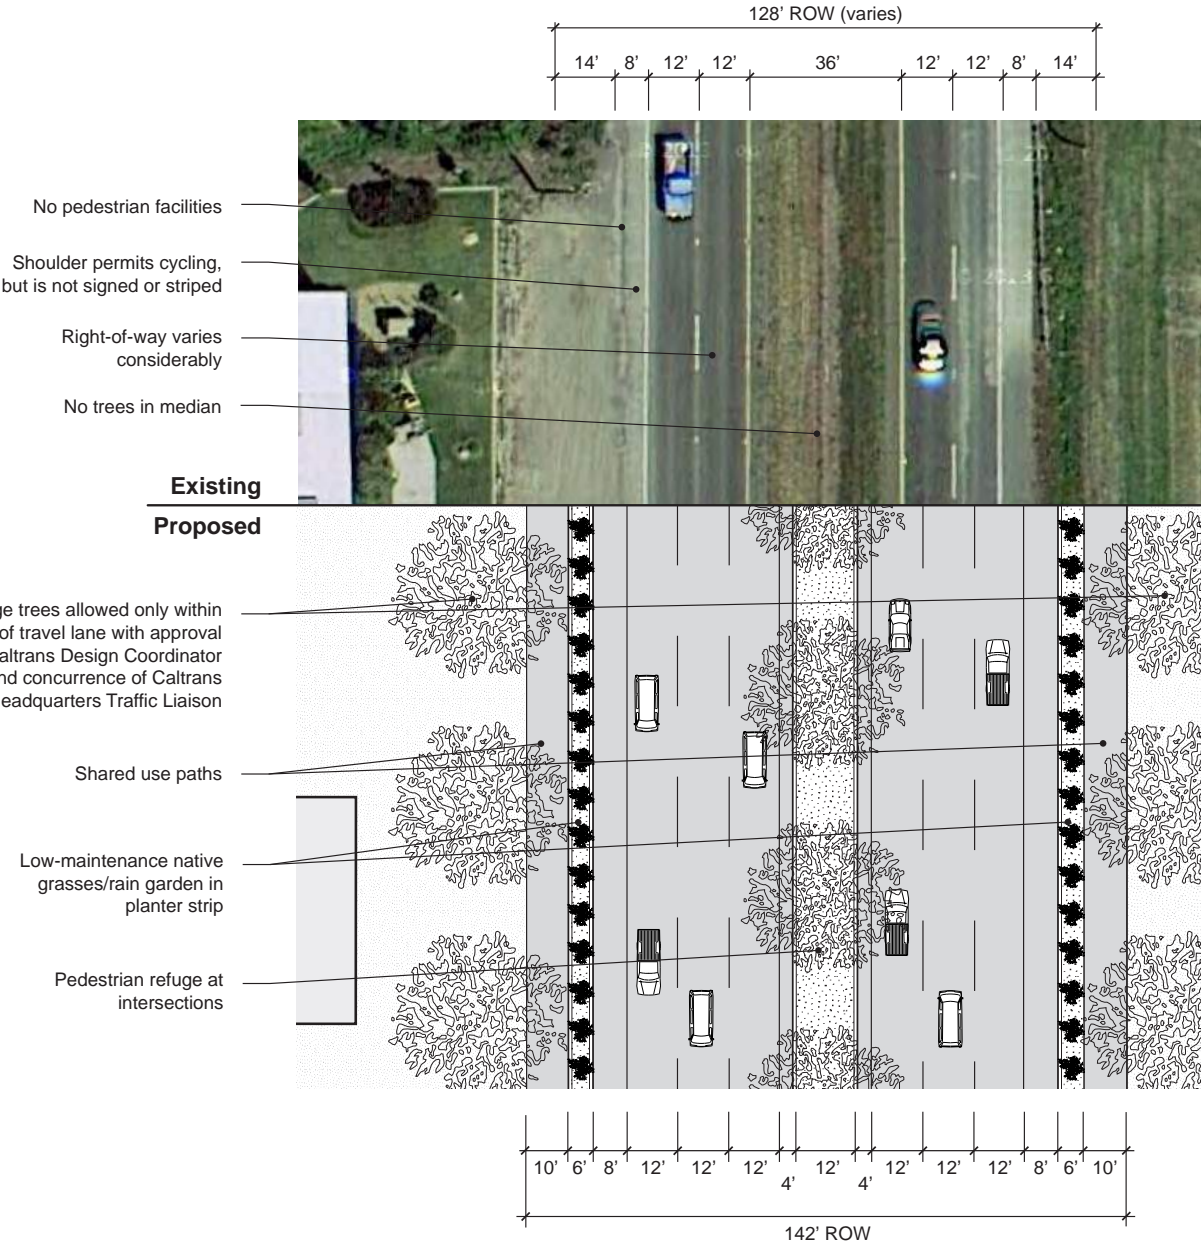 128’ ROW (varies)
14’ 8’ 12’ 12’ 36’ 12’ 12’ 8’ 14’
No pedestrian facilities
Shoulder permits cycling,
but is not signed or striped
Right-of-way varies
considerably
No trees in median
Existing
Proposed
trees allowed only within
of travel lane with approval
Design Coordinator
concurrence of Caltrans
Traffic Liaison
Shared use paths
Low-maintenance native
grasses/rain garden in
planter strip
Pedestrian refuge at
intersections
10’ 6’ 8’ 12’ 12’ 12’ 4’ 12’ 4’ 12’ 12’ 12’ 8’ 6’ 10’
142’ ROW